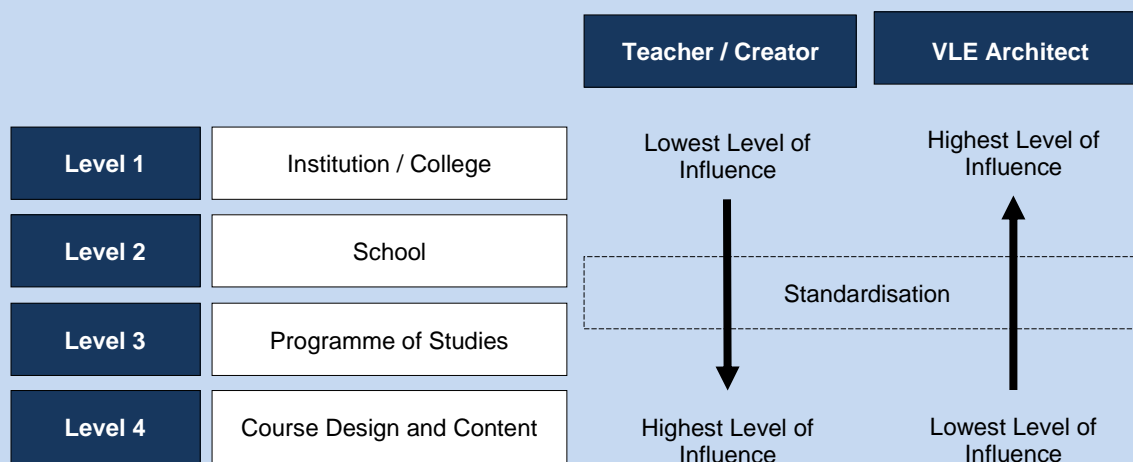 Teacher / Creator
VLE Architect
Level 1
Institution / College
Lowest Level of
Influence
Highest Level of
Influence
Level 2
School
Standardisation
Level 3
Programme of Studies
Level 4
Course Design and Content
Highest Level of
Influence
Lowest Level of
Influence